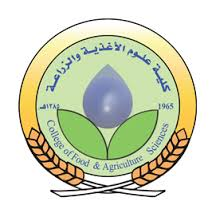 كلية علوم الأغذية والزراعة
١٣٨٥هـ
1965
College of Food & Agriculture Sciences